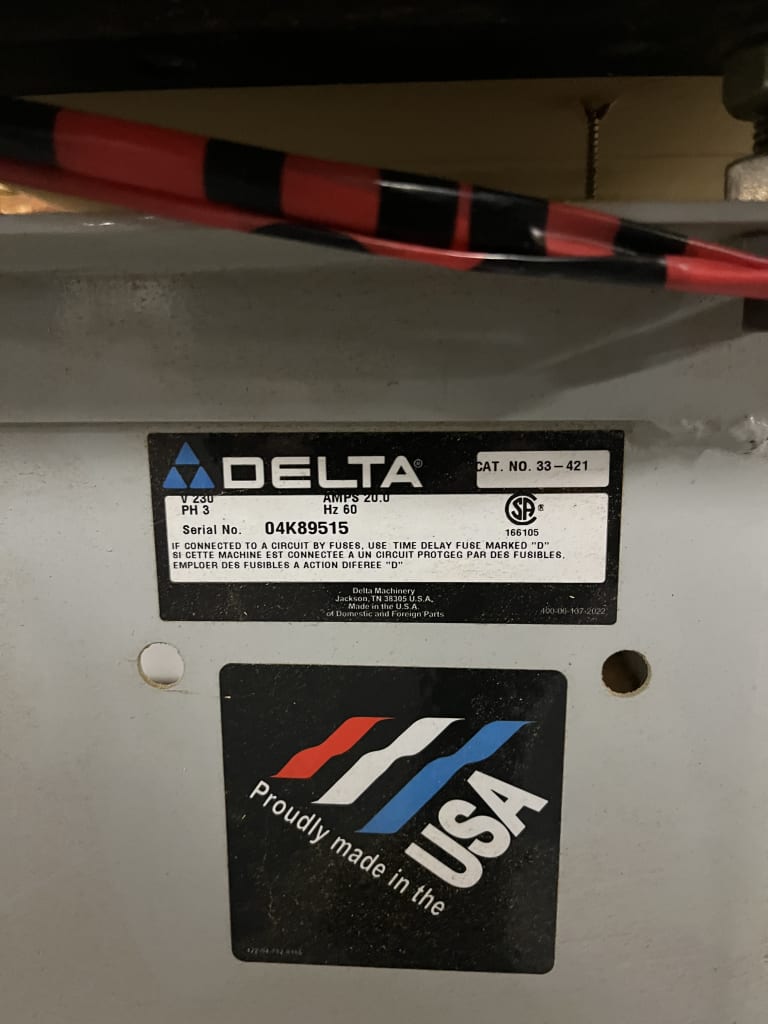 DELTA®
CAT. NO. 33-421
V 230 AMPS 20.0
PH 3 Hz 60
SA®
166105
Serial No. 04K89515
IF CONNECTED TO A CIRCUIT BY FUSES, USE TIME DELAY FUSE MARKED "D"
SI CETTE MACHINE EST CONNECTEE A UN CIRCUIT PROTGEG PAR DES FUSIBLES,
EMPLOER DES FUSIBLES A ACTION DIFEREE "D"
Delta Machinery
Jackson, TN 38305 U.S.A.
Made in the U.S.A.
of Domestic and Foreign Parts
400-06-107-2022
Proudly made in the
USA